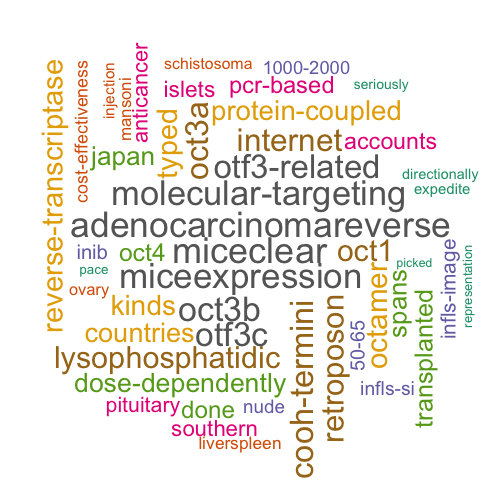 schistosoma
1000-2000
seriously
reverse-transcriptase
cost-effectiveness
injection
mansoni
anticancer
islets
pcr-based
typed
oct3a
protein-coupled
internet
accounts
japan
otf3-related
directionally
molecular-targeting
expedite
adenocarcinomareverse
inib
oct4
miceclear
oct1
pace
miceexpression
octamer
spans
picked
infls-image
representation
ovary
kinds
oct3b
countries
otf3c
cooh-termini
retroposon
50-65
transplanted
lysophosphatidic
dose-dependently
infls-si
pituitary
done
nude
southern
liverspleen